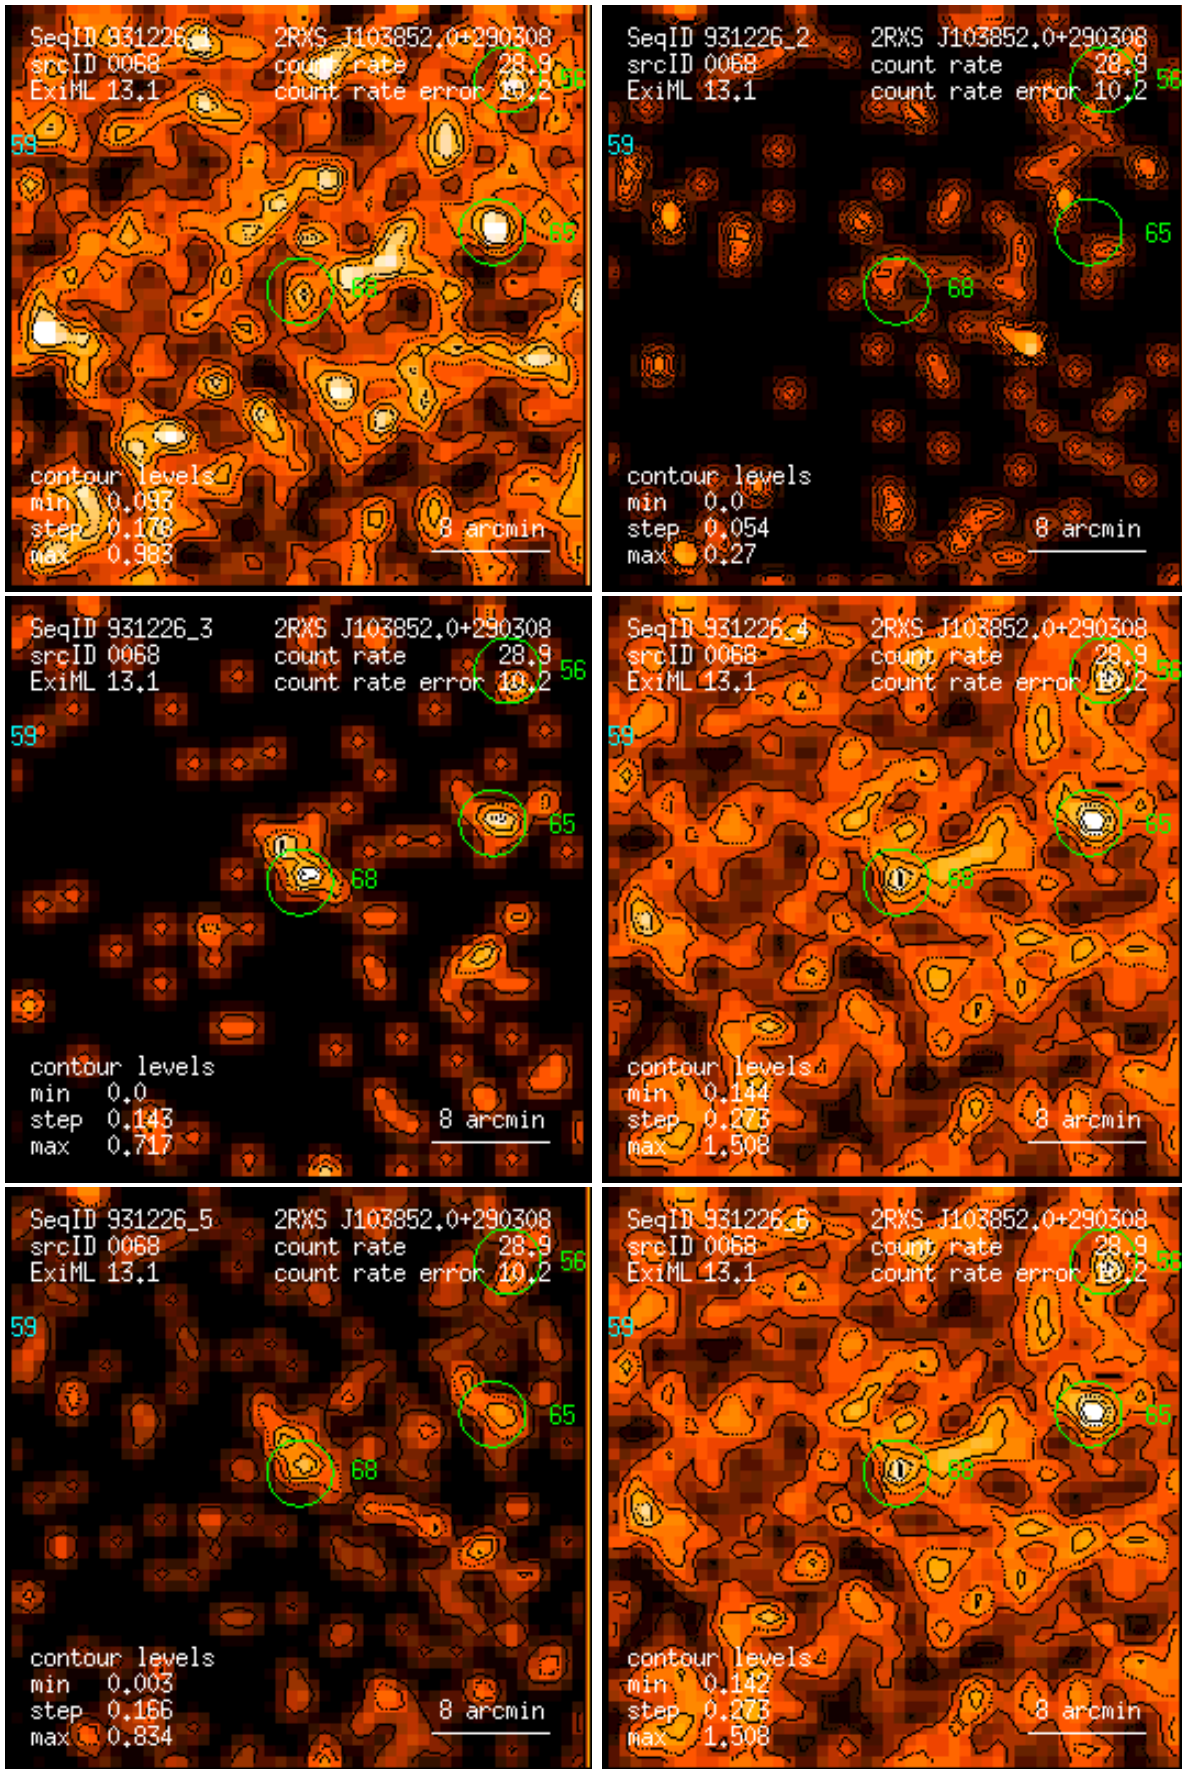 SeqID 931226_1 2RXS J103852.0+290308
srcID 0068 count rate 28.9 56
ExiML 13.1 count rate error 10.2
59
65
68
contour levels
min 0.093
step 0.178 8 arcmin
max 0.983
SeqID 931226_2 2RXS J103852.0+290308
srcID 0068 count rate 28.9 56
ExiML 13.1 count rate error 10.2
59
65
68
contour levels
min 0.0
step 0.054 8 arcmin
max 0.27
SeqID 931226_3 2RXS J103852.0+290308
srcID 0068 count rate 28.9 56
ExiML 13.1 count rate error 10.2
59
65
68
contour levels
min 0.0
step 0.143 8 arcmin
max 0.717
SeqID 931226_4 2RXS J103852.0+290308
srcID 0068 count rate 28.9 56
ExiML 13.1 count rate error 10.2
59
65
68
contour levels
min 0.144
step 0.273 8 arcmin
max 1.508
SeqID 931226_5 2RXS J103852.0+290308
srcID 0068 count rate 28.9 56
ExiML 13.1 count rate error 10.2
59
65
68
contour levels
min 0.003
step 0.166 8 arcmin
max 0.834
SeqID 931226_6 2RXS J103852.0+290308
srcID 0068 count rate 28.9 56
ExiML 13.1 count rate error 10.2
59
65
68
contour levels
min 0.142
step 0.273 8 arcmin
max 1.508